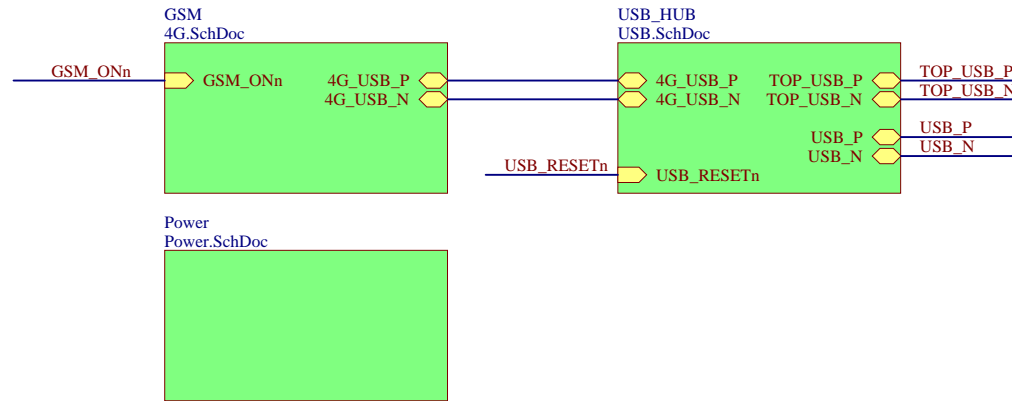 GSM
4G.SchDoc
USB_HUB
USB.SchDoc
GSM_ONn
GSM_ONn
4G_USB_P
4G_USB_N
4G_USB_P
4G_USB_N
TOP_USB_P
TOP_USB_N
TOP_USB_P
TOP_USB_N
USB_P
USB_N
USB_P
USB_N
USB_RESETn
USB_RESETn
Power
Power.SchDoc